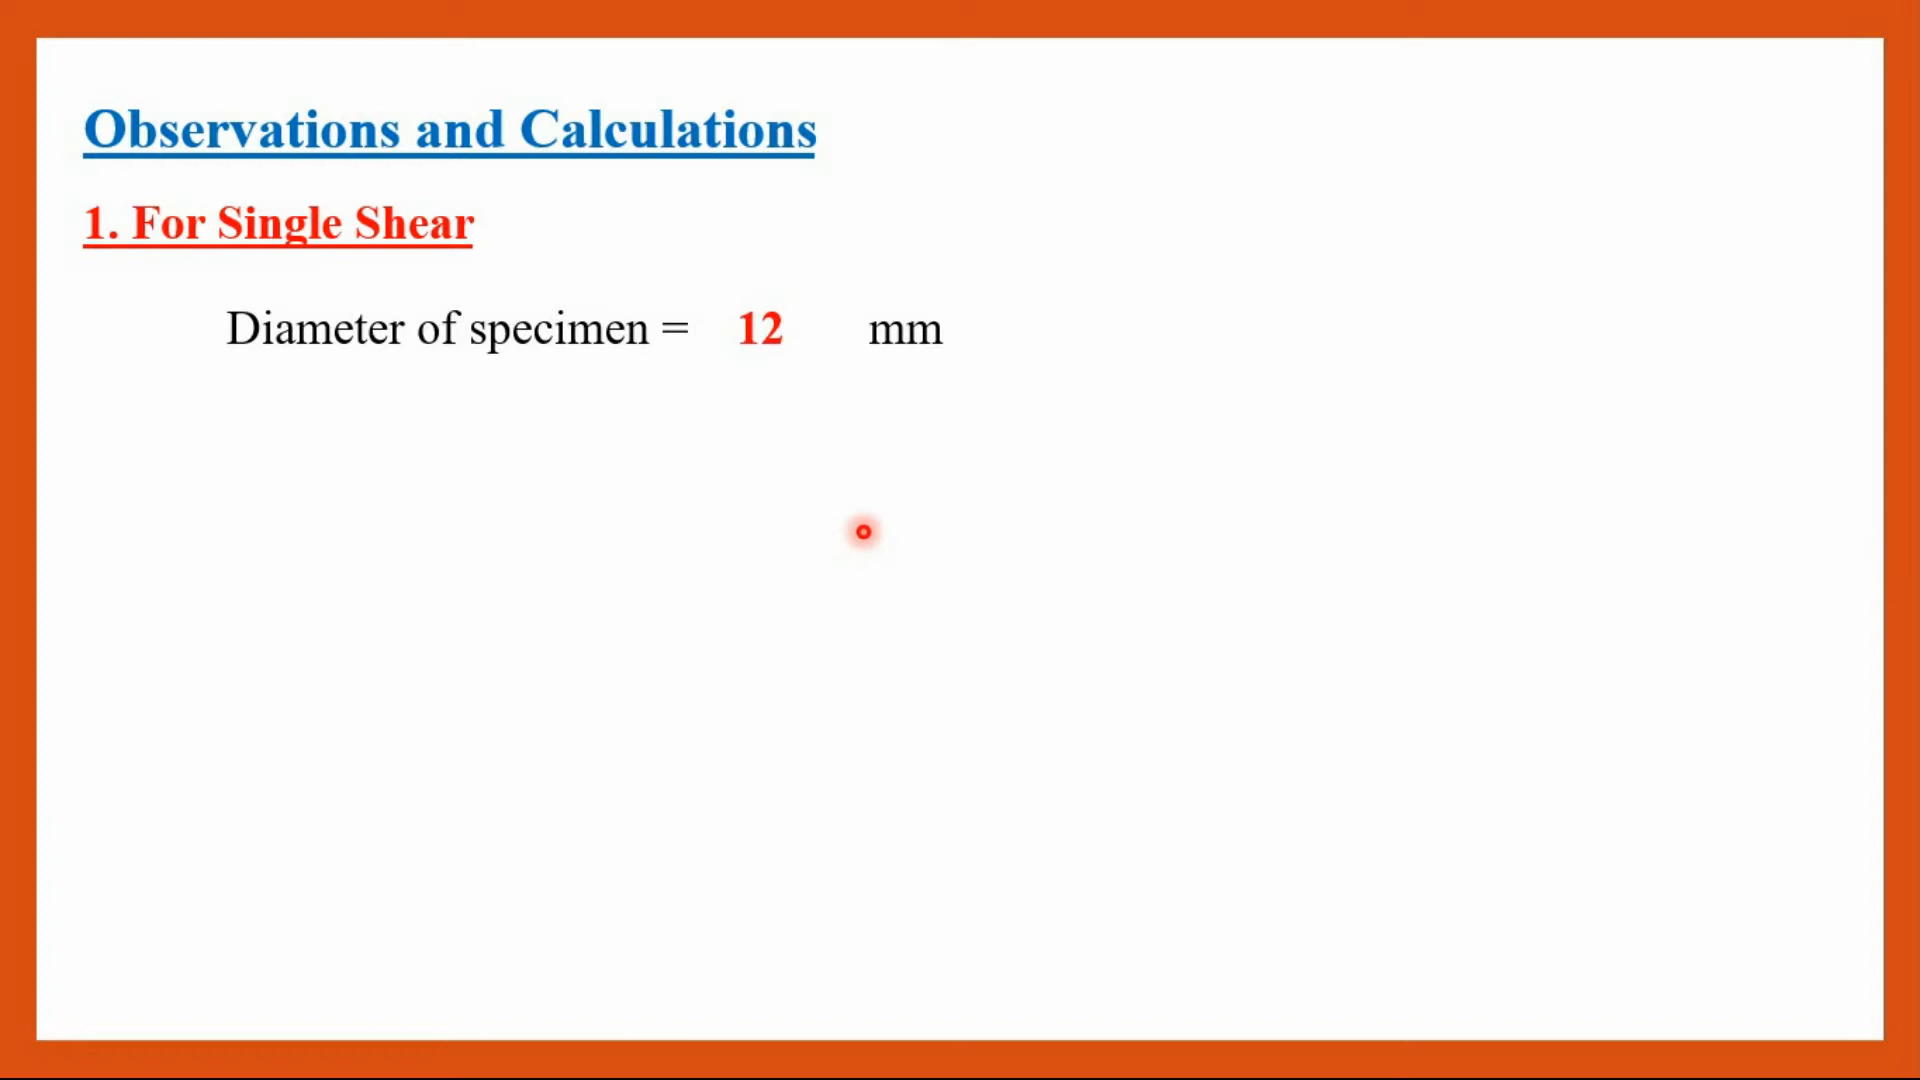 Observations and Calculations
1. For Single Shear
Diameter of specimen = 12 mm